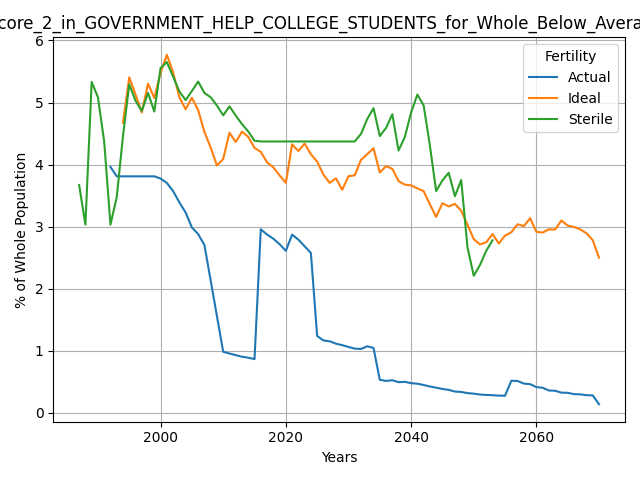 core_2_in_GOVERNMENT_HELP_COLLEGE_STUDENTS_for_Whole_Below_Avera
% of Whole Population
6
5
4
3
2
1
0
Fertility
Actual
Ideal
Sterile
2000
2020
2040
2060
Years